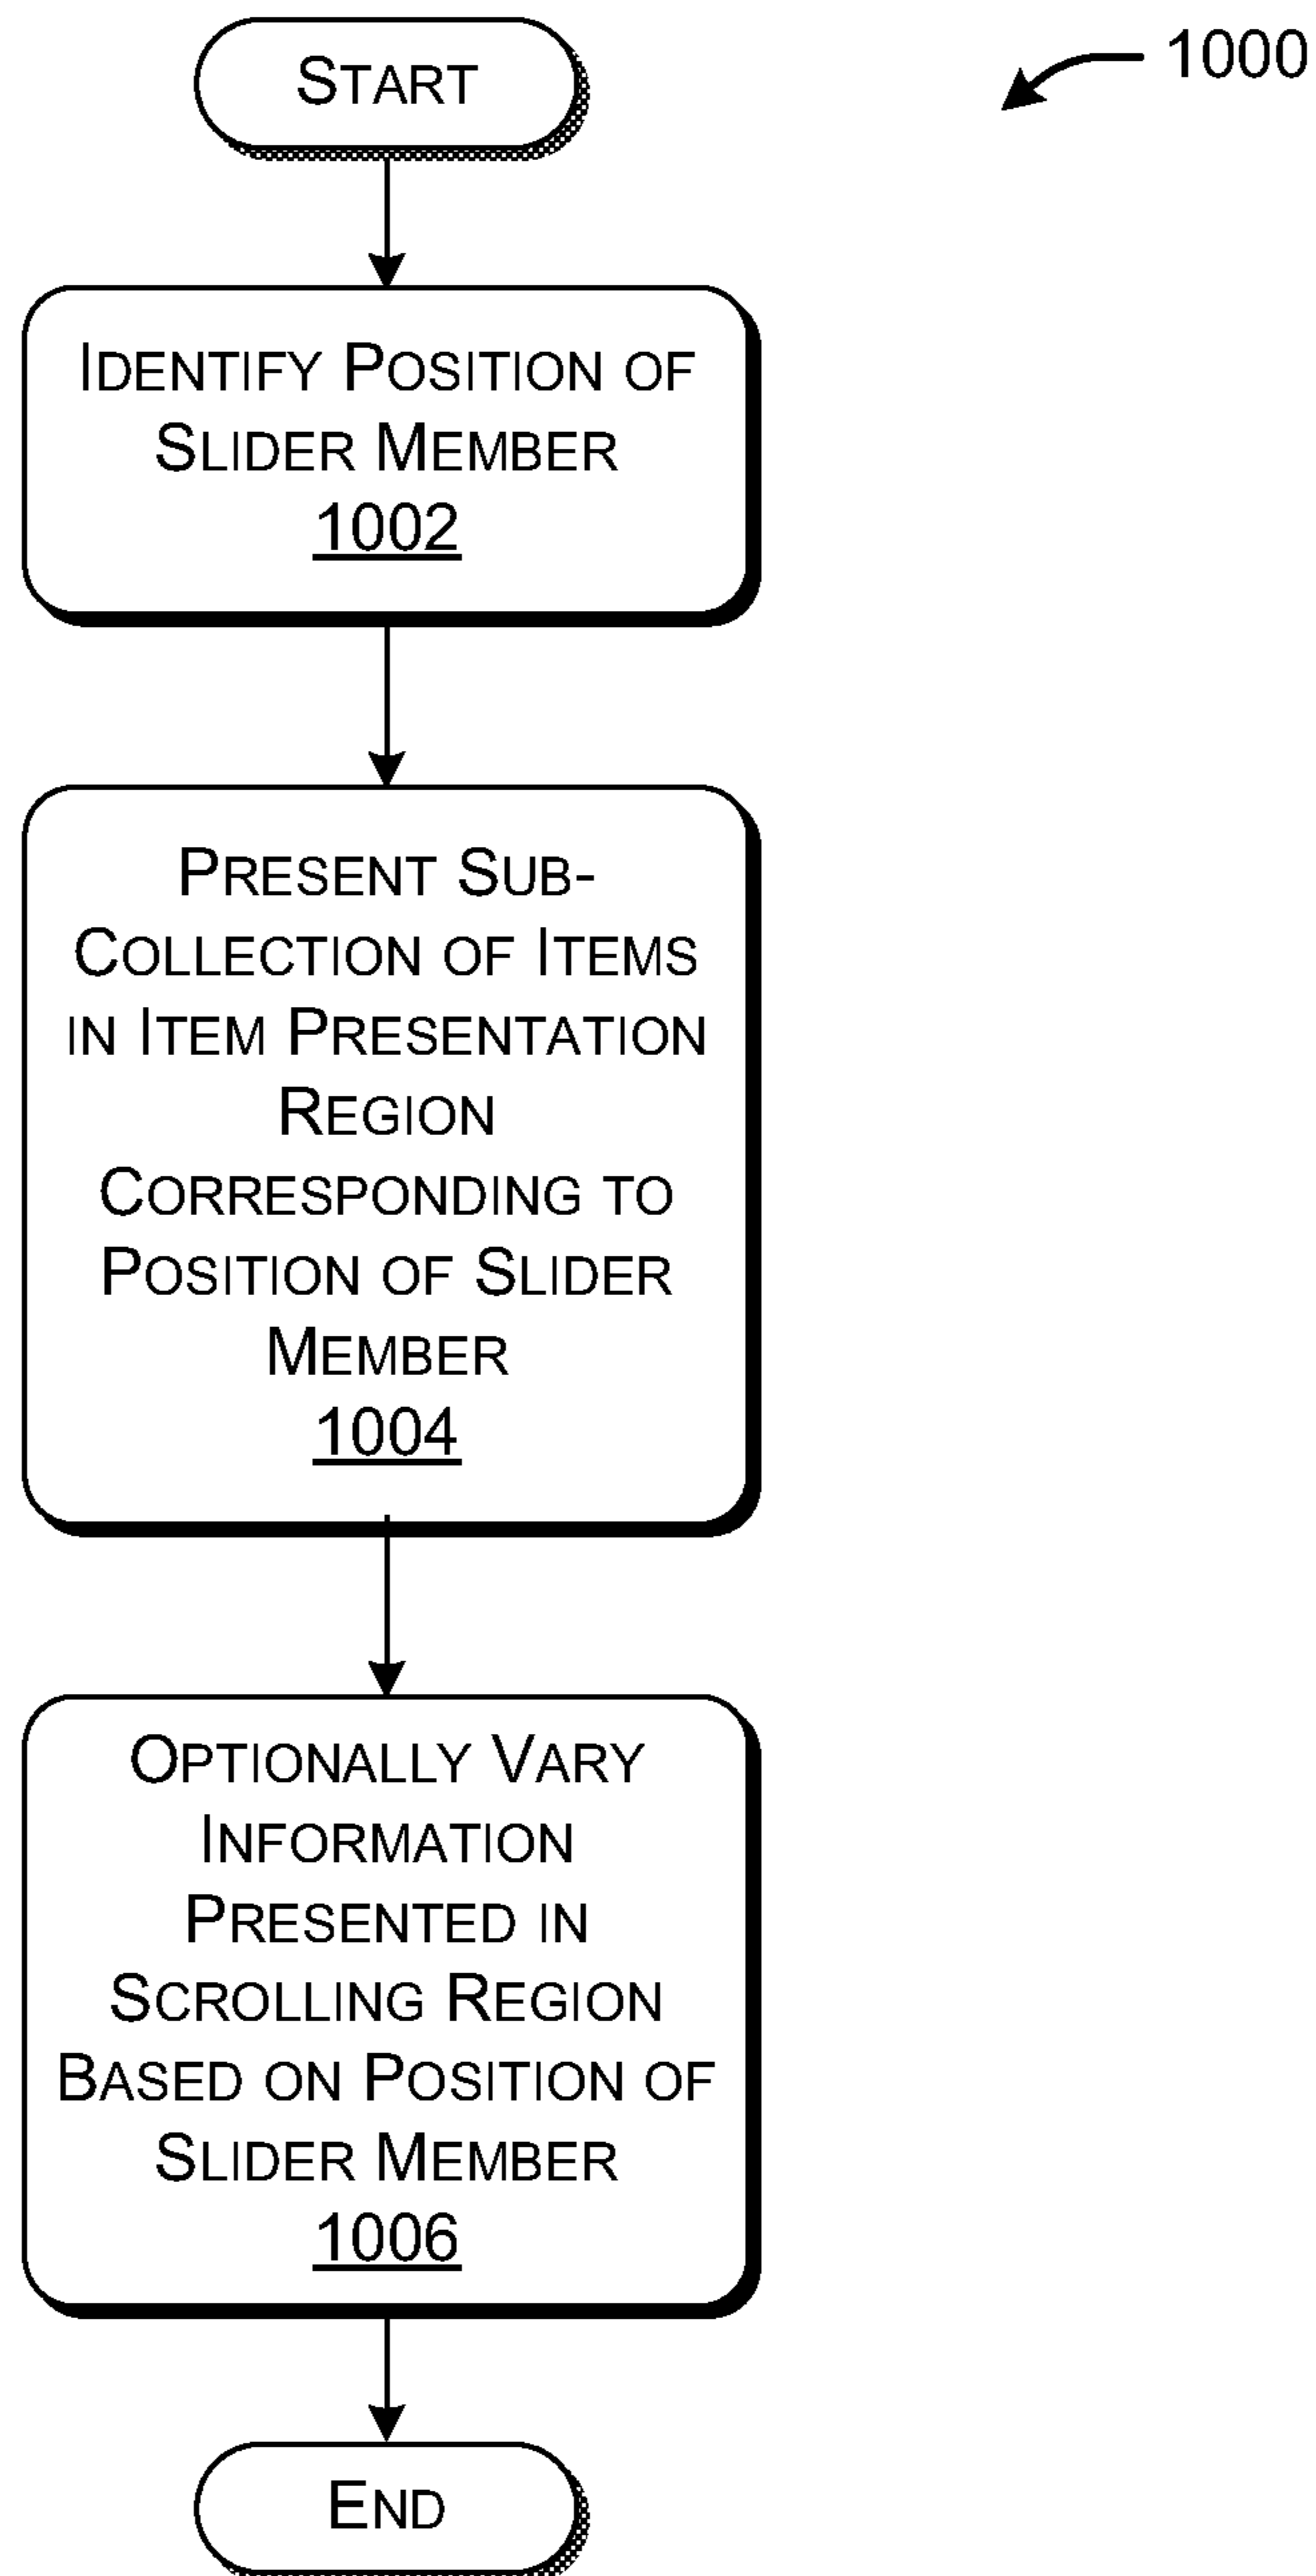 START
1000
IDENTIFY POSITION OF
SLIDER MEMBER
1002
PRESENT SUB-
COLLECTION OF ITEMS
IN ITEM PRESENTATION
REGION
CORRESPONDING TO
POSITION OF SLIDER
MEMBER
1004
OPTIONALLY VARY
INFORMATION
PRESENTED IN
SCROLLING REGION
BASED ON POSITION OF
SLIDER MEMBER
1006
END